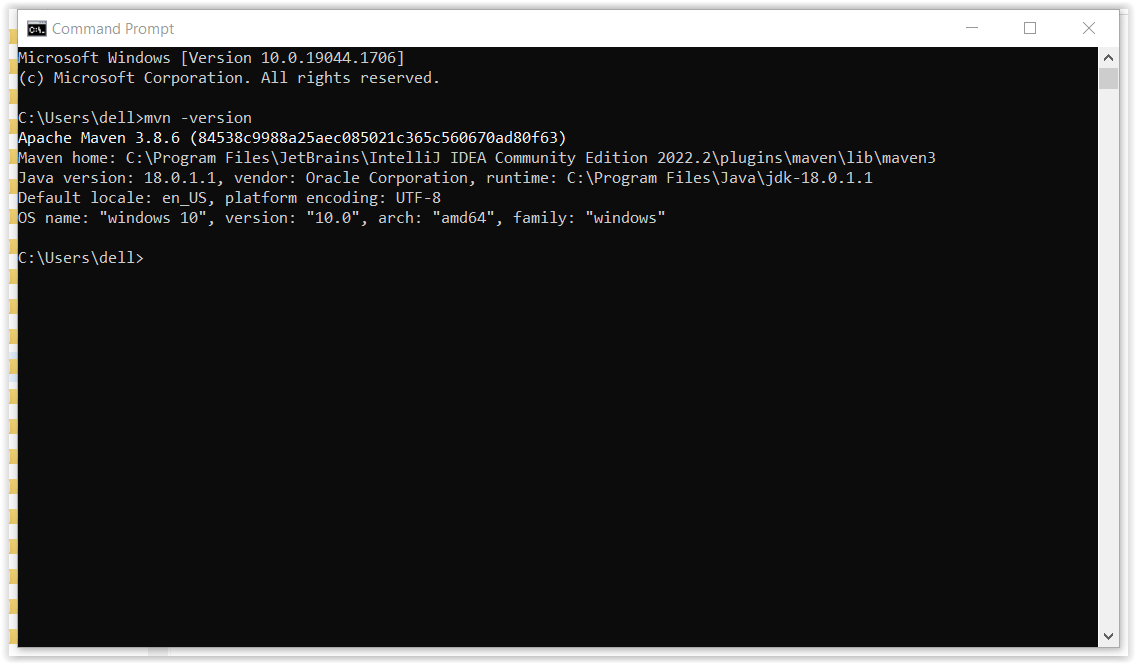 Command Prompt
Microsoft Windows [Version 10.0.19044.1706]
(c) Microsoft Corporation. All rights reserved.
C:\Users\dell>mvn -version
Apache Maven 3.8.6 (84538c9988a25aec085021c365c560670ad80f63)
Maven home: C:\Program Files\JetBrains\IntelliJ IDEA Community Edition 2022.2\plugins\maven\lib\maven3
Java version: 18.0.1.1, vendor: Oracle Corporation, runtime: C:\Program Files\Java\jdk-18.0.1.1
Default locale: en_US, platform encoding: UTF-8
OS name: "windows 10", version: "10.0", arch: "amd64", family: "windows"
C:\Users\dell>